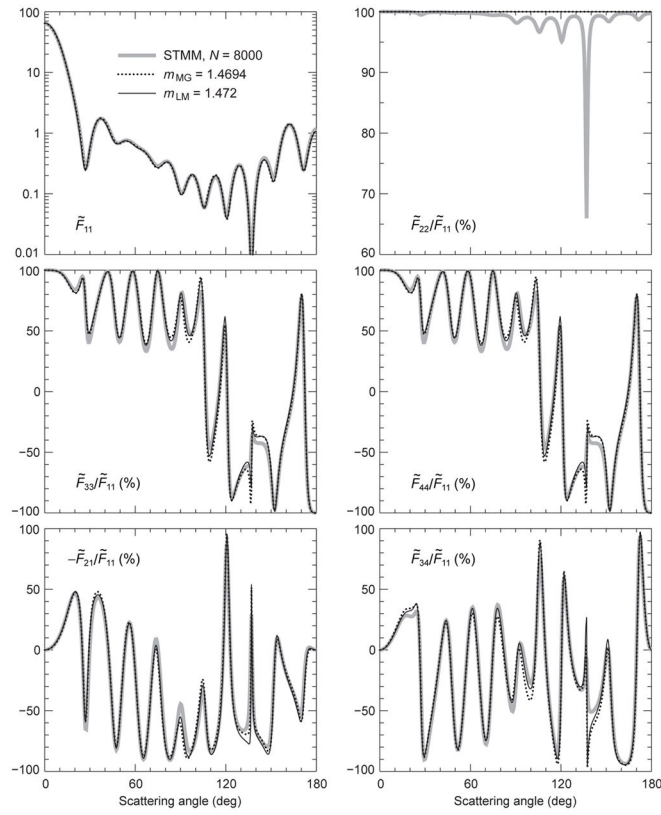 100
10
1
0.1
0.01
STMM, N = 8000
m_MG = 1.4694
m_LM = 1.472
F̃₁₁
100
90
80
70
60
F̃₂₂/F̃₁₁ (%)
100
50
0
−50
−100
F̃₃₃/F̃₁₁ (%)
100
50
0
−50
−100
F̃₄₄/F̃₁₁ (%)
100
50
0
−50
−100
−F̃₂₁/F̃₁₁ (%)
0 60 120 180
Scattering angle (deg)
100
50
0
−50
−100
F̃₃₄/F̃₁₁ (%)
0 60 120 180
Scattering angle (deg)